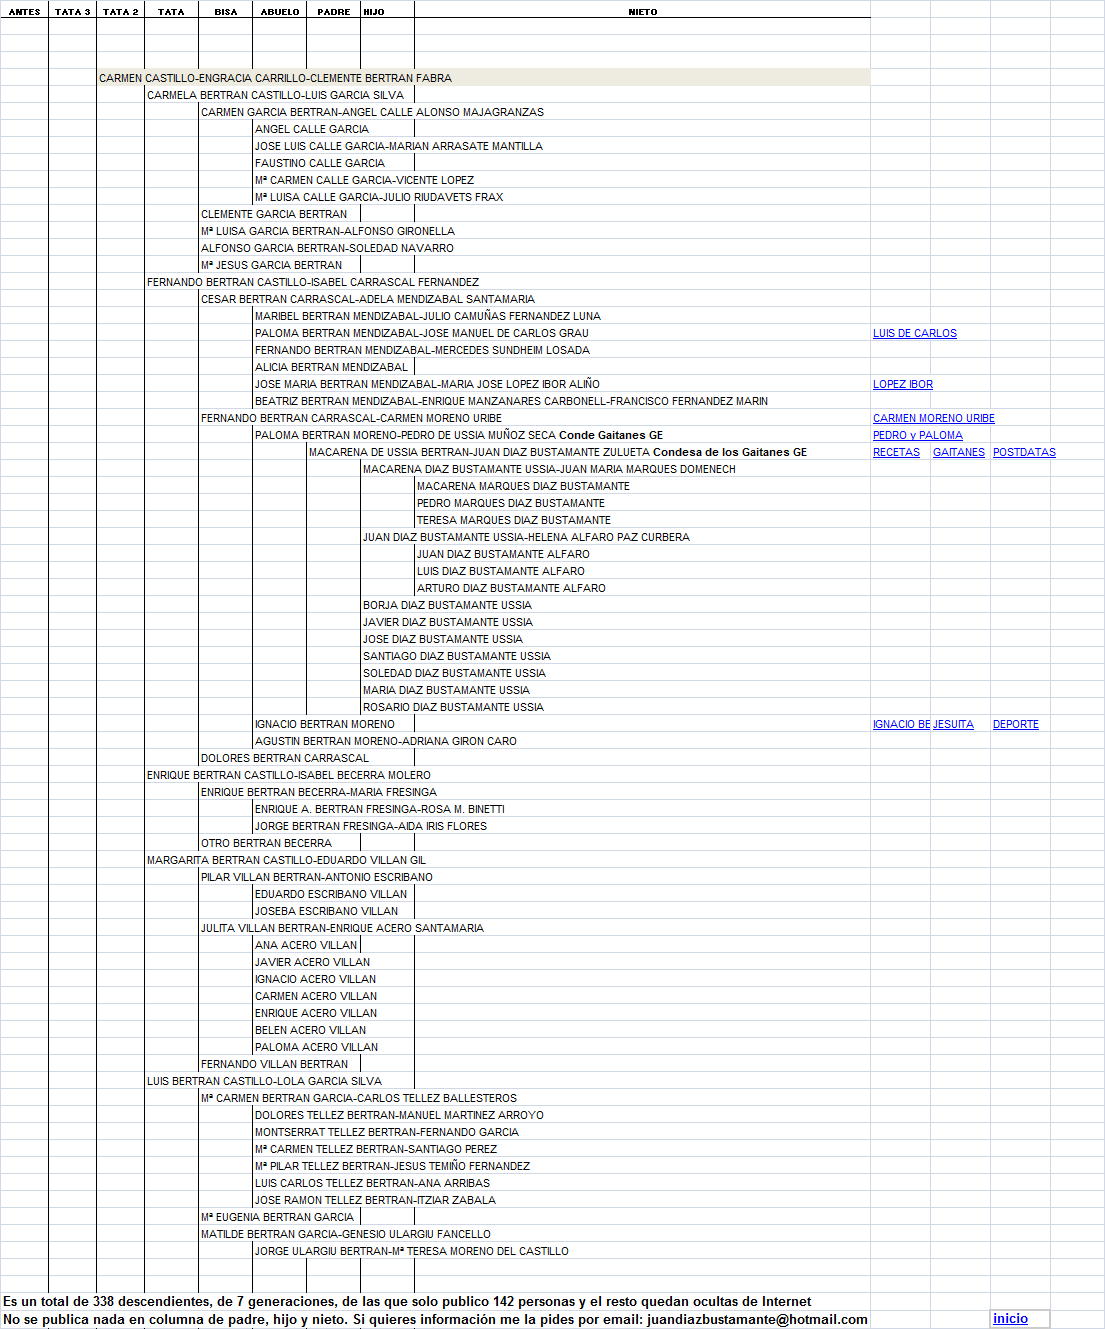 ANTES TATA 3 TATA 2 TATA BISA ABUELO PADRE HIJO NIETO
CARMEN CASTILLO-ENGRACIA CARRILLO-CLEMENTE BERTRAN FABRA
CARMELA BERTRAN CASTILLO-LUIS GARCIA SILVA
CARMEN GARCIA BERTRAN-ANGEL CALLE ALONSO MAJAGRANZAS
ANGEL CALLE GARCIA
JOSE LUIS CALLE GARCIA-MARIAN ARRASATE MANTILLA
FAUSTINO CALLE GARCIA
Mª CARMEN CALLE GARCIA-VICENTE LOPEZ
Mª LUISA CALLE GARCIA-JULIO RIUDAVETS FRAX
CLEMENTE GARCIA BERTRAN
Mª LUISA GARCIA BERTRAN-ALFONSO GIRONELLA
ALFONSO GARCIA BERTRAN-SOLEDAD NAVARRO
Mª JESUS GARCIA BERTRAN
FERNANDO BERTRAN CASTILLO-ISABEL CARRASCAL FERNANDEZ
CESAR BERTRAN CARRASCAL-ADELA MENDIZABAL SANTAMARIA
MARIBEL BERTRAN MENDIZABAL-JULIO CAMUÑAS FERNANDEZ LUNA
PALOMA BERTRAN MENDIZABAL-JOSE MANUEL DE CARLOS GRAU LUIS DE CARLOS
FERNANDO BERTRAN MENDIZABAL-MERCEDES SUNDHEIM LOSADA
ALICIA BERTRAN MENDIZABAL
JOSE MARIA BERTRAN MENDIZABAL-MARIA JOSE LOPEZ IBOR ALIÑO LOPEZ IBOR
BEATRIZ BERTRAN MENDIZABAL-ENRIQUE MANZANARES CARBONELL-FRANCISCO FERNANDEZ MARIN
FERNANDO BERTRAN CARRASCAL-CARMEN MORENO URIBE CARMEN MORENO URIBE
PALOMA BERTRAN MORENO-PEDRO DE USSIA MUÑOZ SECA Conde Gaitanes GE PEDRO y PALOMA
MACARENA DE USSIA BERTRAN-JUAN DIAZ BUSTAMANTE ZULUETA Condesa de los Gaitanes GE RECETAS GAITANES POSTDATAS
MACARENA DIAZ BUSTAMANTE USSIA-JUAN MARIA MARQUES DOMENECH
MACARENA MARQUES DIAZ BUSTAMANTE
PEDRO MARQUES DIAZ BUSTAMANTE
TERESA MARQUES DIAZ BUSTAMANTE
JUAN DIAZ BUSTAMANTE USSIA-HELENA ALFARO PAZ CURBERA
JUAN DIAZ BUSTAMANTE ALFARO
LUIS DIAZ BUSTAMANTE ALFARO
ARTURO DIAZ BUSTAMANTE ALFARO
BORJA DIAZ BUSTAMANTE USSIA
JAVIER DIAZ BUSTAMANTE USSIA
JOSE DIAZ BUSTAMANTE USSIA
SANTIAGO DIAZ BUSTAMANTE USSIA
SOLEDAD DIAZ BUSTAMANTE USSIA
MARIA DIAZ BUSTAMANTE USSIA
ROSARIO DIAZ BUSTAMANTE USSIA
IGNACIO BERTRAN MORENO IGNACIO BE JESUITA DEPORTE
AGUSTIN BERTRAN MORENO-ADRIANA GIRON CARO
DOLORES BERTRAN CARRASCAL
ENRIQUE BERTRAN CASTILLO-ISABEL BECERRA MOLERO
ENRIQUE BERTRAN BECERRA-MARIA FRESINGA
ENRIQUE A. BERTRAN FRESINGA-ROSA M. BINETTI
JORGE BERTRAN FRESINGA-AIDA IRIS FLORES
OTRO BERTRAN BECERRA
MARGARITA BERTRAN CASTILLO-EDUARDO VILLAN GIL
PILAR VILLAN BERTRAN-ANTONIO ESCRIBANO
EDUARDO ESCRIBANO VILLAN
JOSEBA ESCRIBANO VILLAN
JULITA VILLAN BERTRAN-ENRIQUE ACERO SANTAMARIA
ANA ACERO VILLAN
JAVIER ACERO VILLAN
IGNACIO ACERO VILLAN
CARMEN ACERO VILLAN
ENRIQUE ACERO VILLAN
BELEN ACERO VILLAN
PALOMA ACERO VILLAN
FERNANDO VILLAN BERTRAN
LUIS BERTRAN CASTILLO-LOLA GARCIA SILVA
Mª CARMEN BERTRAN GARCIA-CARLOS TELLEZ BALLESTEROS
DOLORES TELLEZ BERTRAN-MANUEL MARTINEZ ARROYO
MONTSERRAT TELLEZ BERTRAN-FERNANDO GARCIA
Mª CARMEN TELLEZ BERTRAN-SANTIAGO PEREZ
Mª PILAR TELLEZ BERTRAN-JESUS TEMIÑO FERNANDEZ
LUIS CARLOS TELLEZ BERTRAN-ANA ARRIBAS
JOSE RAMON TELLEZ BERTRAN-ITZIAR ZABALA
Mª EUGENIA BERTRAN GARCIA
MATILDE BERTRAN GARCIA-GENESIO ULARGIU FANCELLO
JORGE ULARGIU BERTRAN-Mª TERESA MORENO DEL CASTILLO
Es un total de 338 descendientes, de 7 generaciones, de las que solo publico 142 personas y el resto quedan ocultas de Internet
No se publica nada en columna de padre, hijo y nieto. Si quieres información me la pides por email: juandiazbustamante@hotmail.com inicio